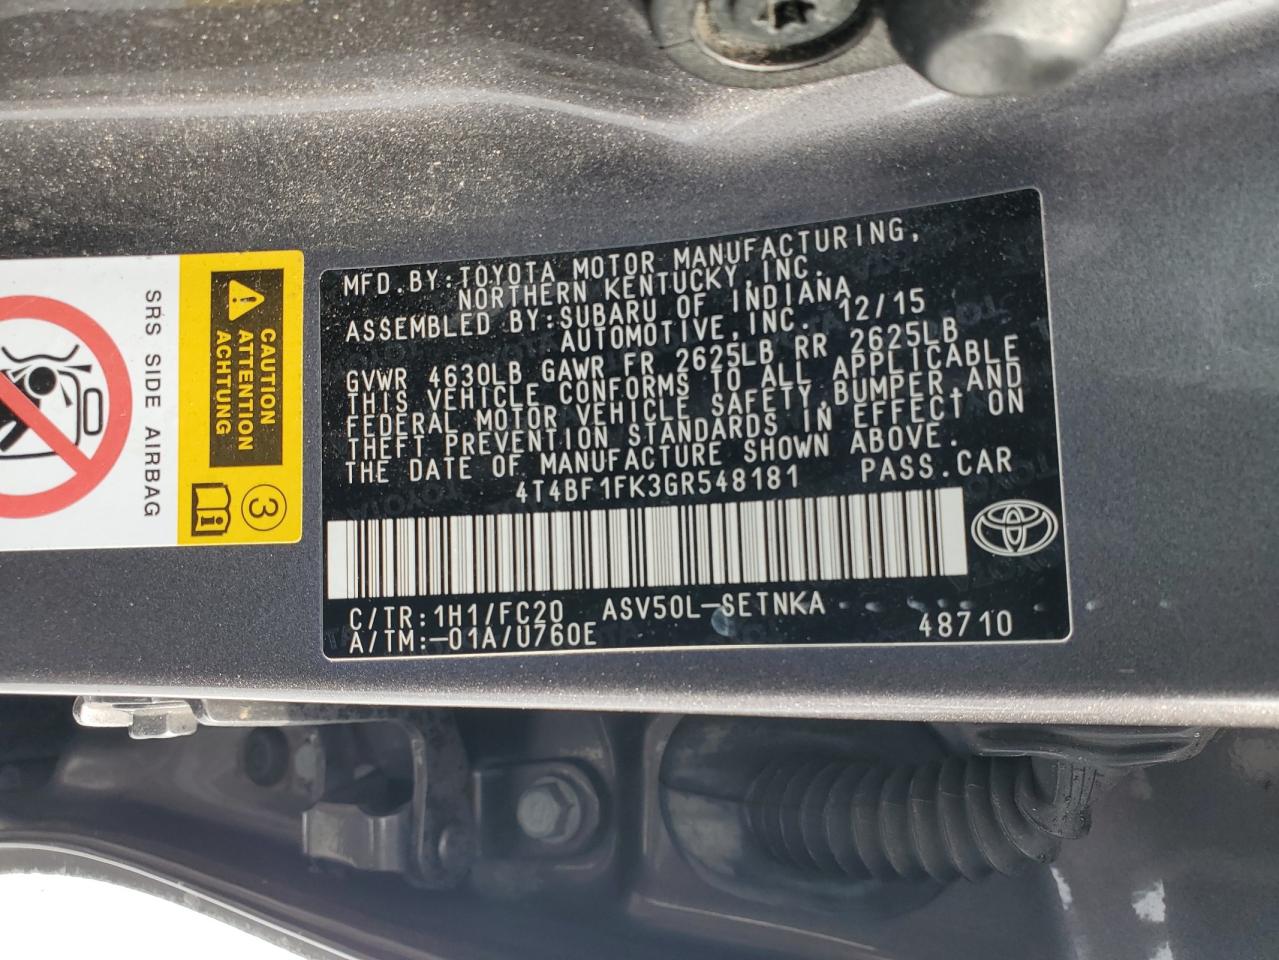 SRS SIDE AIRBAG
CAUTION
ATTENTION
ACHTUNG
3
MFD.BY:TOYOTA MOTOR MANUFACTURING,
NORTHERN KENTUCKY,INC.
ASSEMBLED BY:SUBARU OF INDIANA
AUTOMOTIVE,INC. 12/15
GVWR 4630LB GAWR FR 2625LB RR 2625LB
THIS VEHICLE CONFORMS TO ALL APPLICABLE
FEDERAL MOTOR VEHICLE SAFETY,BUMPER,AND
THEFT PREVENTION STANDARDS IN EFFECT ON
THE DATE OF MANUFACTURE SHOWN ABOVE.
4T4BF1FK3GR548181 PASS.CAR
C/TR:1H1/FC20 ASV50L-SETNKA
A/TM:-01A/U760E 48710